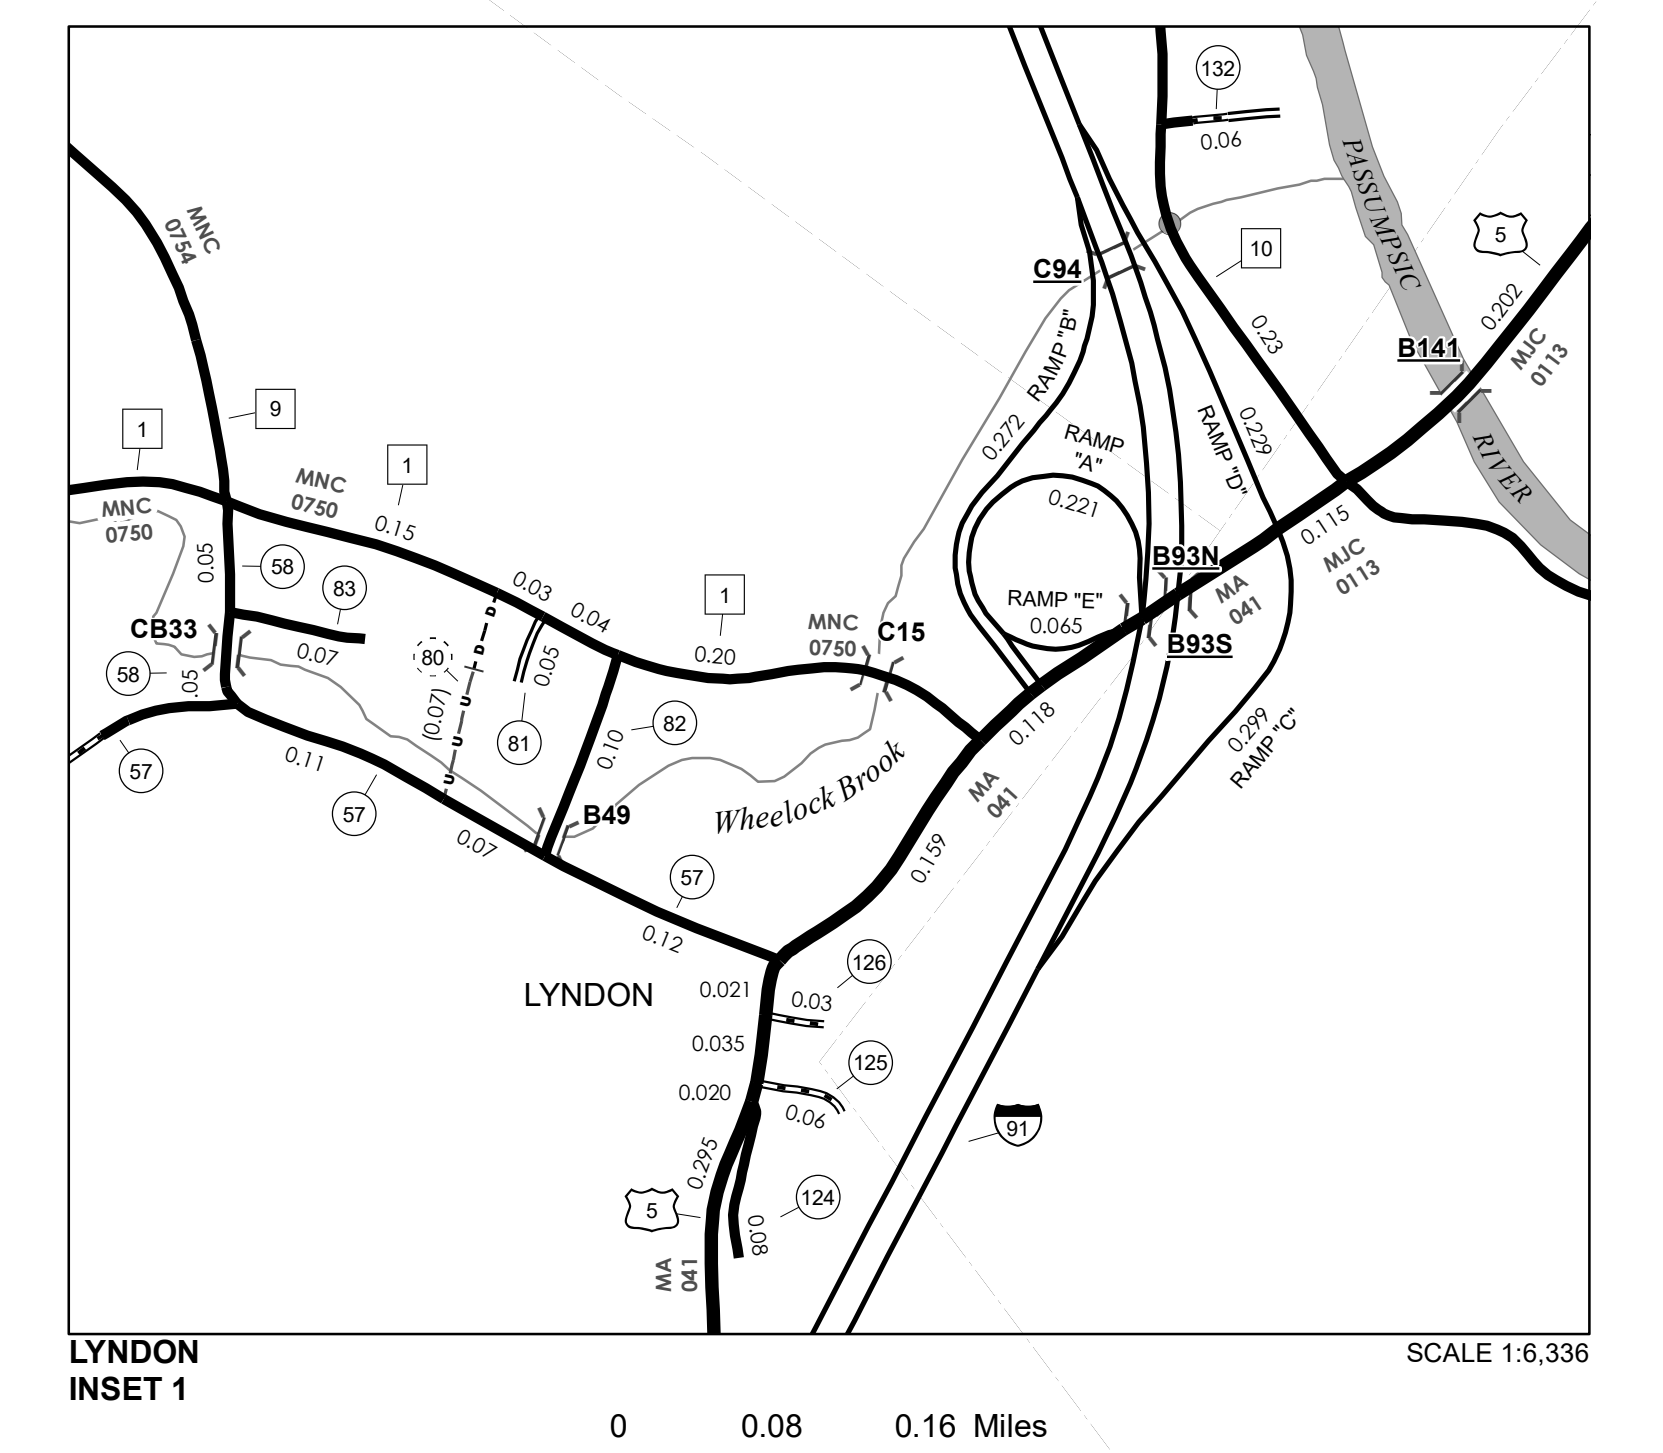 132
0.06
PASSUMPSIC
MNC
0754
5
10
C94
0.202
0.23
RAMP "B"
B141
MJC
0113
9
1
1
0.272
RAMP "D"
0.229
RAMP
"A"
RIVER
MNC
0750
MNC
0750
0.221
0.15
0.115
MJC
0113
0.05
58
83
0.03
0.04
1
B93N
MA
041
RAMP "E"
0.065
D
D
CB33
0.07
80
MNC
0750
C15
B93S
58
.05
0.05
0.20
(0.07)
U
U
U
81
82
0.10
0.118
0.299
RAMP "C"
57
0.11
57
Wheelock Brook
MA
041
B49
0.07
0.159
57
0.12
126
LYNDON
0.021
0.03
0.035
125
0.020
0.06
91
0.295
124
5
0.08
MA
041
LYNDON
INSET 1
SCALE 1:6,336
0 0.08 0.16 Miles